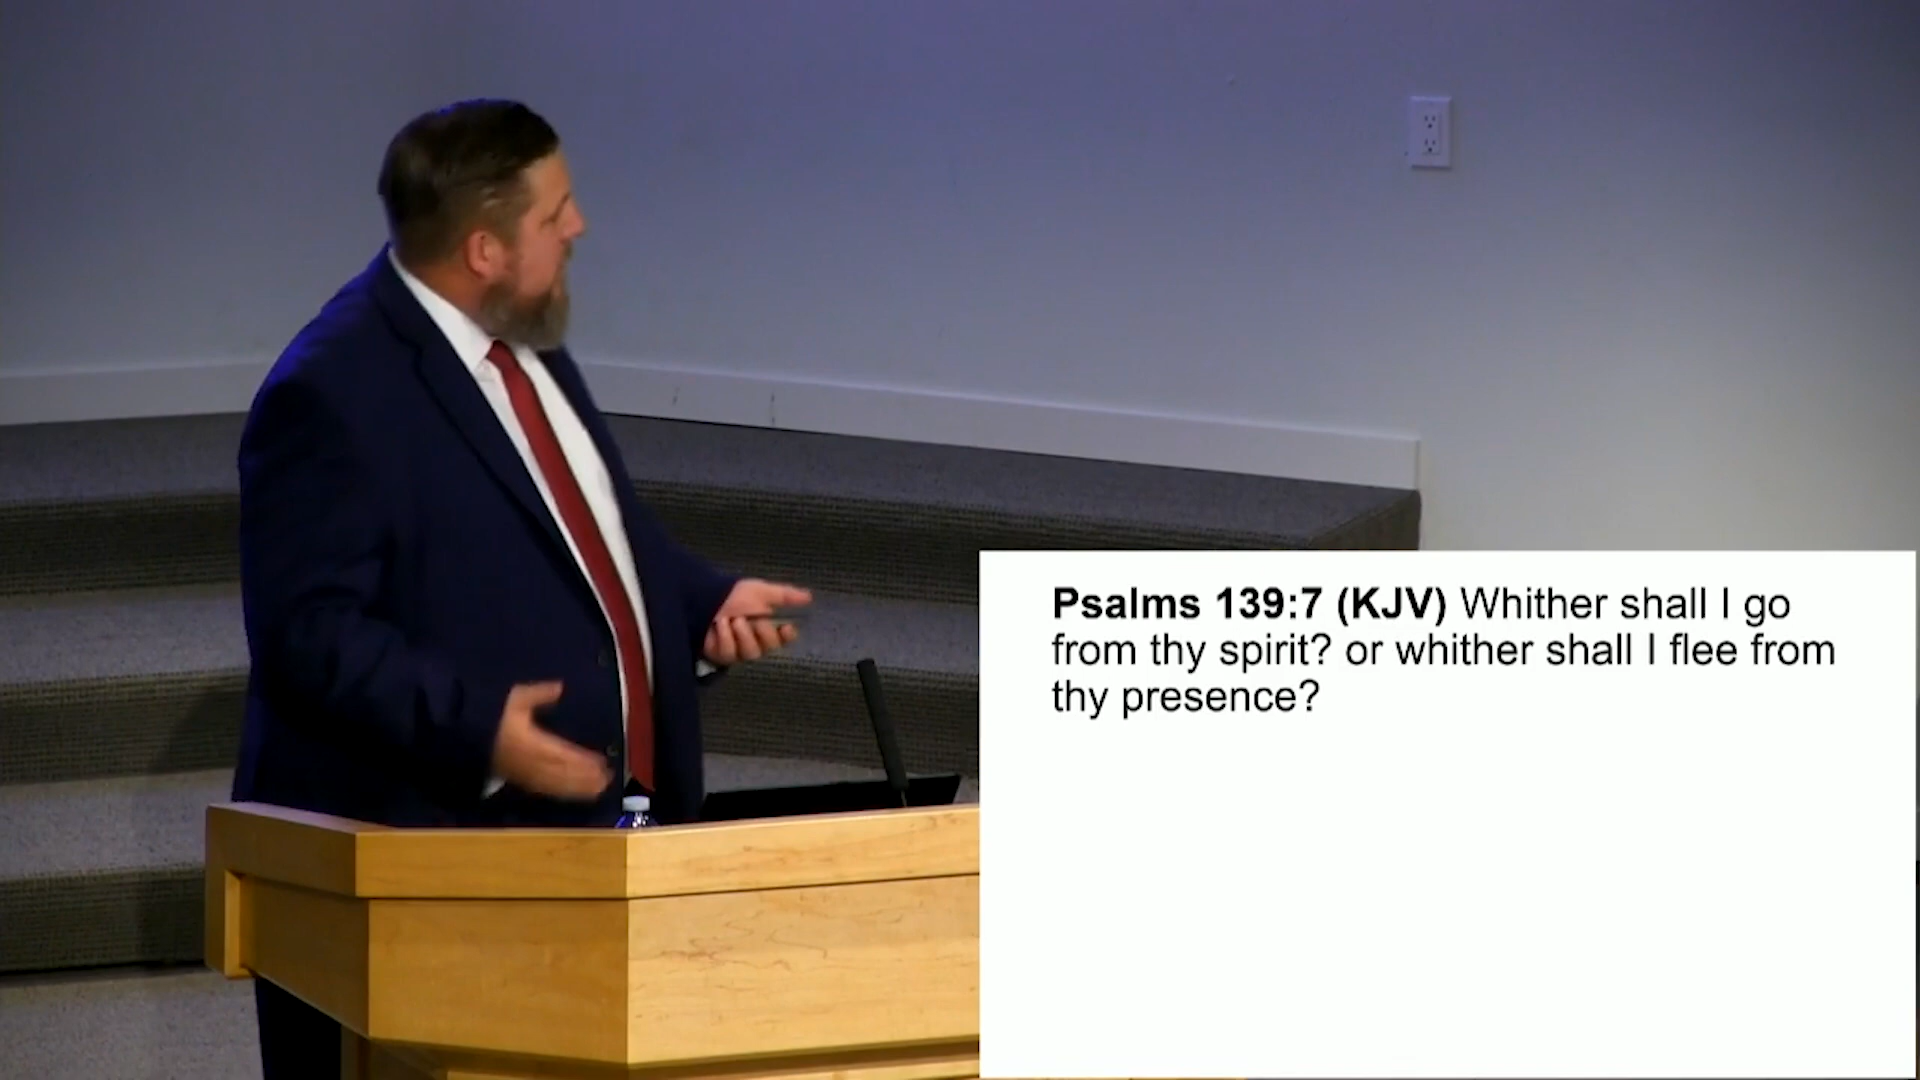 Psalms 139:7 (KJV) Whither shall I go
from thy spirit? or whither shall I flee from
thy presence?